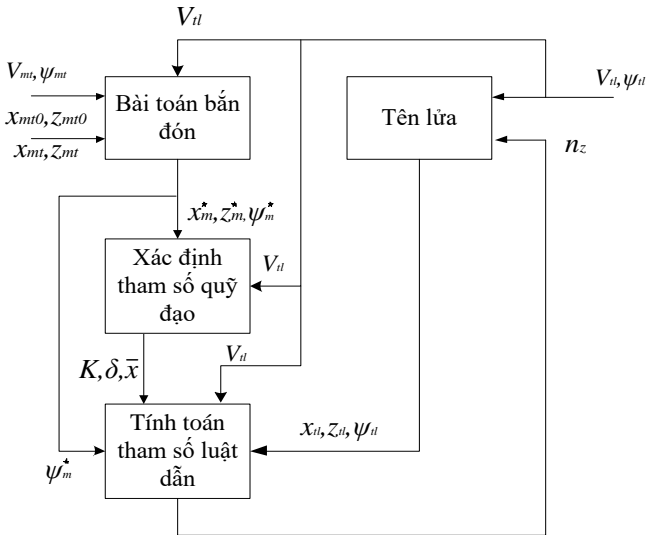 V_tl
V_mt, ψ_mt
x_mt0, z_mt0
x_mt, z_mt
Bài toán bắn
đón
Tên lửa
V_tl, ψ_tl
n_z
x*_m, z*_m, ψ*_m
Xác định
tham số quỹ
đạo
V_tl
K, δ, x̄
V_tl
Tính toán
tham số luật
dẫn
x_tl, z_tl, ψ_tl
ψ*_m